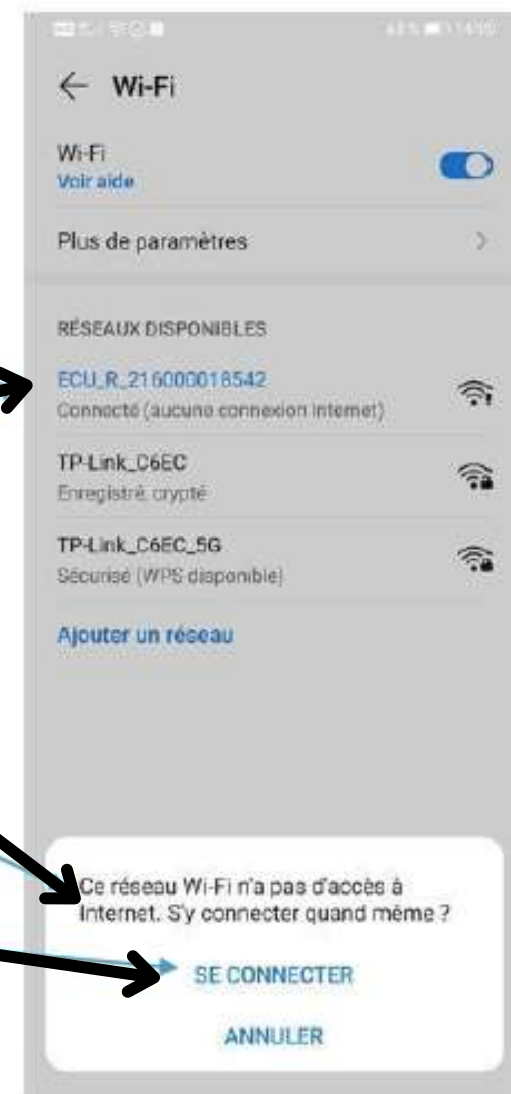 Wi-Fi
Wi-Fi
Voir aide
Plus de paramètres
RÉSEAUX DISPONIBLES
ECU_R_216000018542
Connecté (aucune connexion Internet)
TP-Link_C6EC
Enregistré, crypté
TP-Link_C6EC_5G
Sécurisé (WPS disponible)
Ajouter un réseau
Ce réseau Wi-Fi n'a pas d'accès à
Internet. S'y connecter quand même ?
SE CONNECTER
ANNULER